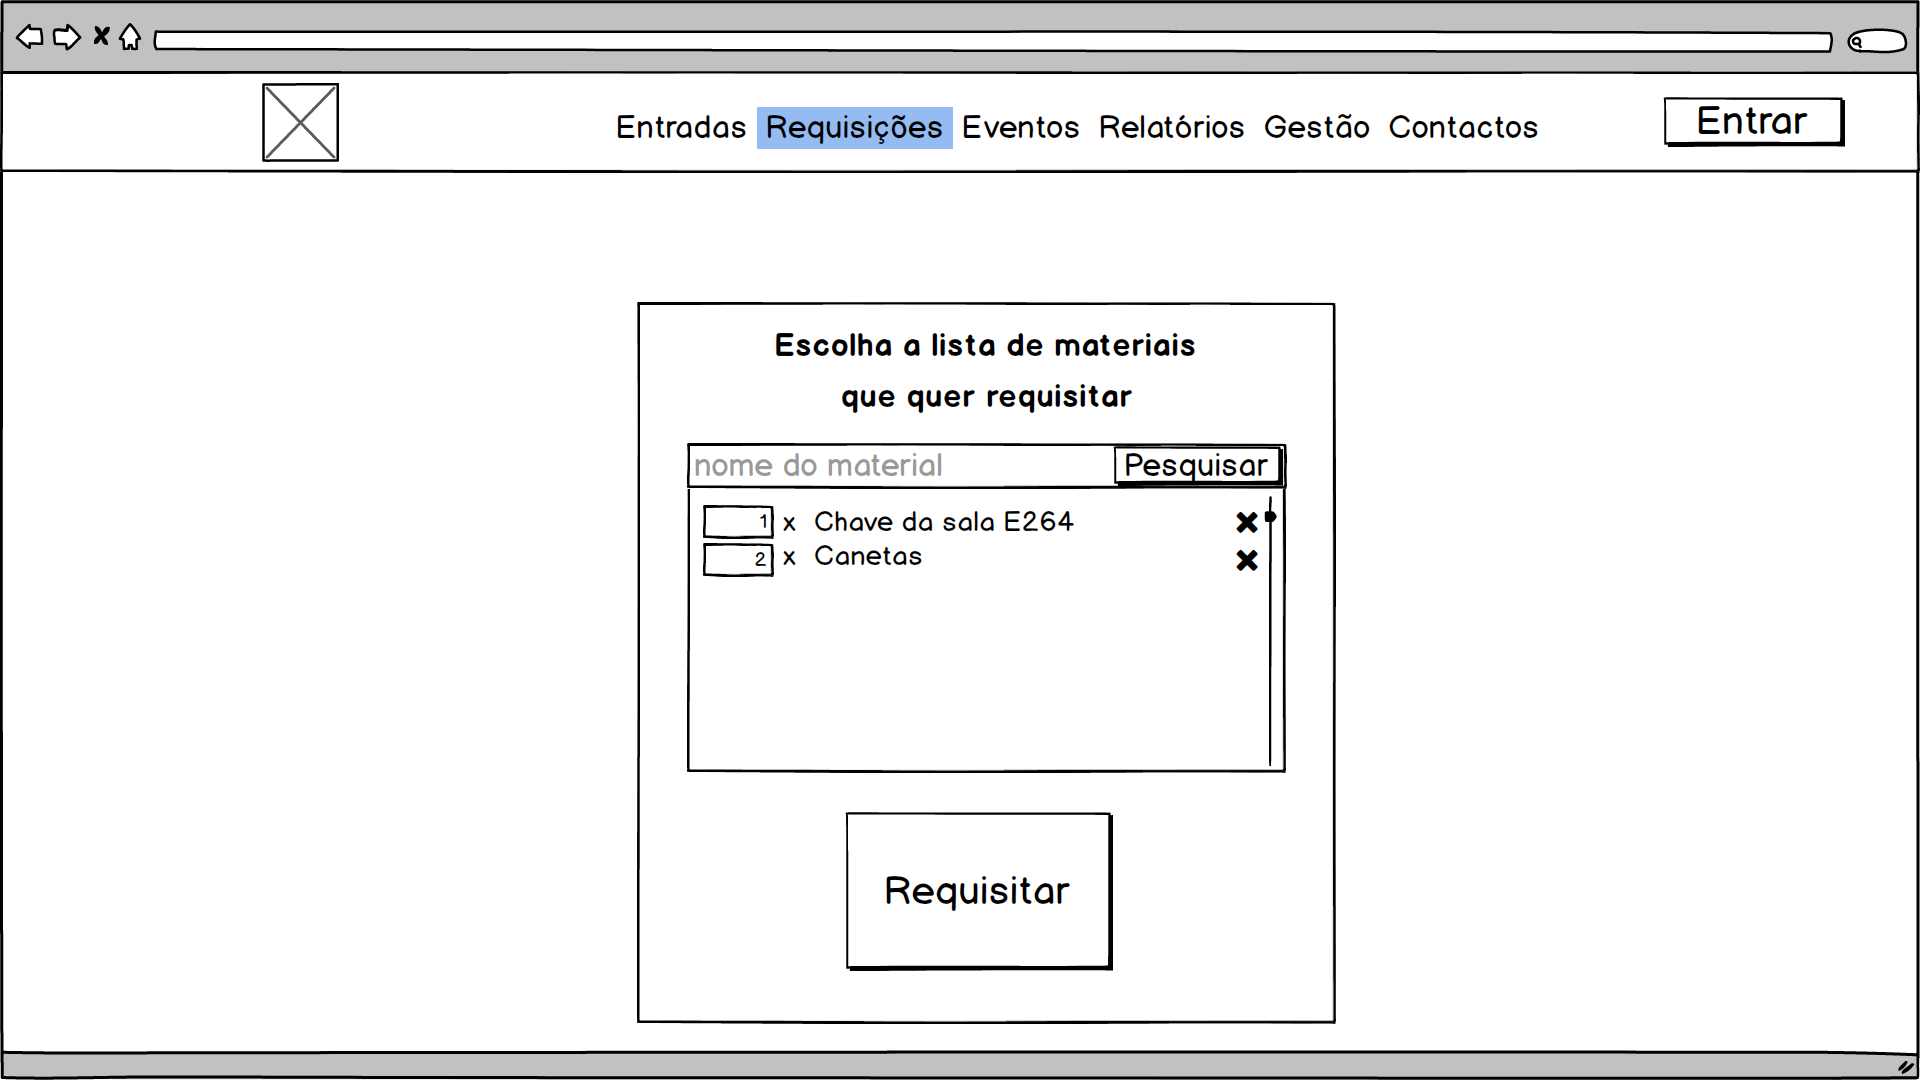 Entradas Requisições Eventos Relatórios Gestão Contactos Entrar
Escolha a lista de materiais
que quer requisitar
nome do material Pesquisar
1 x Chave da sala E264
2 x Canetas
Requisitar